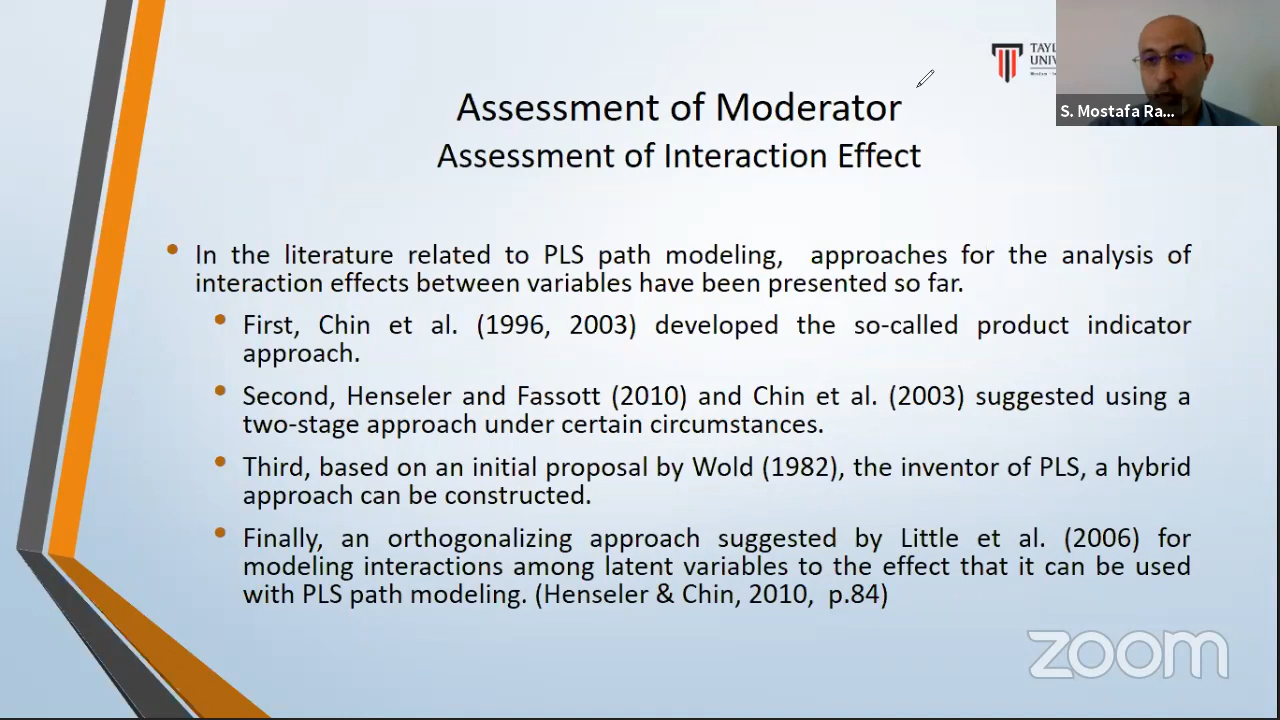 TAYL
UNIV
Assessment of Moderator
Assessment of Interaction Effect
S. Mostafa Ra...
• In the literature related to PLS path modeling, approaches for the analysis of
interaction effects between variables have been presented so far.
• First, Chin et al. (1996, 2003) developed the so-called product indicator
approach.
• Second, Henseler and Fassott (2010) and Chin et al. (2003) suggested using a
two-stage approach under certain circumstances.
• Third, based on an initial proposal by Wold (1982), the inventor of PLS, a hybrid
approach can be constructed.
• Finally, an orthogonalizing approach suggested by Little et al. (2006) for
modeling interactions among latent variables to the effect that it can be used
with PLS path modeling. (Henseler & Chin, 2010, p.84)
zoom